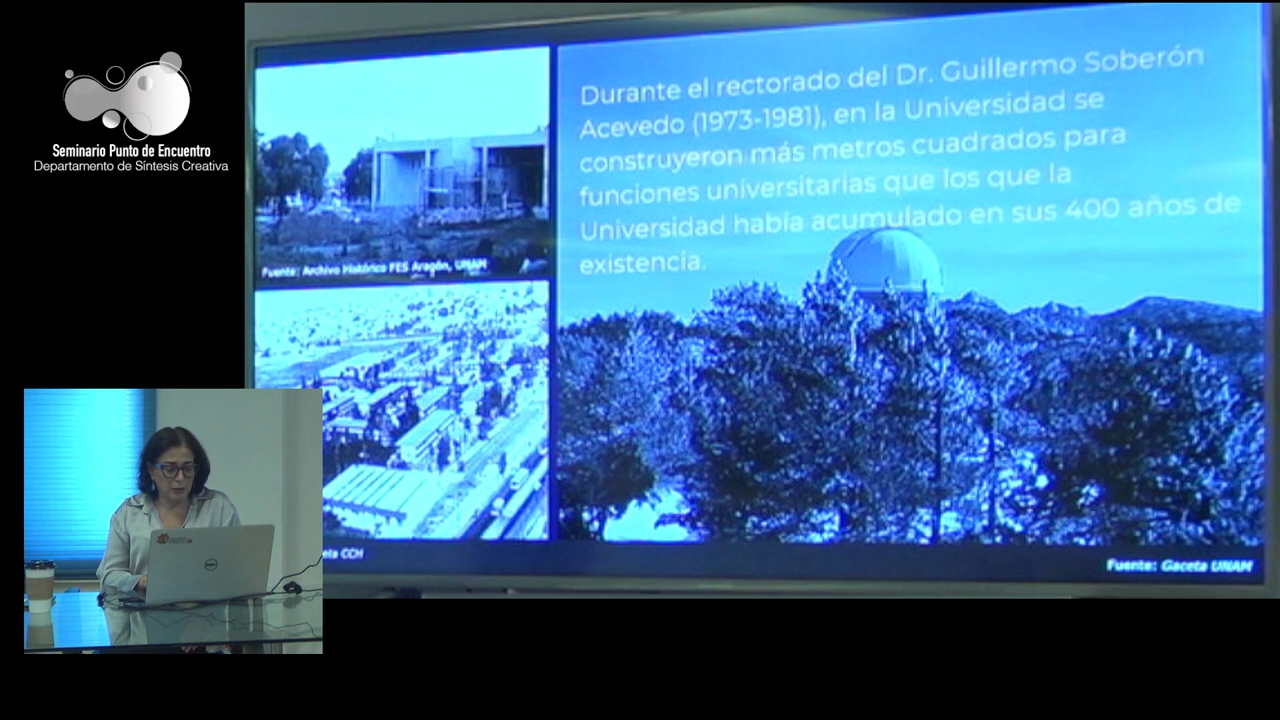 Seminario Punto de Encuentro
Departamento de Síntesis Creativa
Durante el rectorado del Dr. Guillermo Soberón
Acevedo (1973-1981), en la Universidad se
construyeron más metros cuadrados para
funciones universitarias que los que la
Universidad había acumulado en sus 400 años de
existencia.
Fuente: Archivo Histórico FES Aragón, UNAM
CCH
Fuente: Gaceta UNAM
DELL